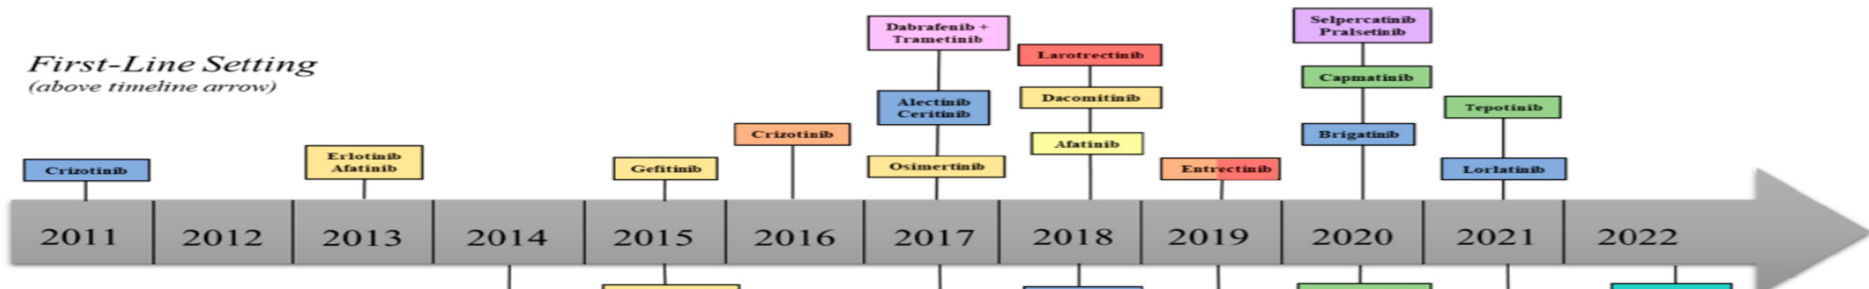 First-Line Setting
(above timeline arrow)
Crizotinib
Erlotinib
Afatinib
Gefitinib
Crizotinib
Dabrafenib +
Trametinib
Alectinib
Ceritinib
Osimertinib
Larotrectinib
Dacomitinib
Afatinib
Entrectinib
Selpercatinib
Pralsetinib
Capmatinib
Brigatinib
Tepotinib
Lorlatinib
2011 2012 2013 2014 2015 2016 2017 2018 2019 2020 2021 2022